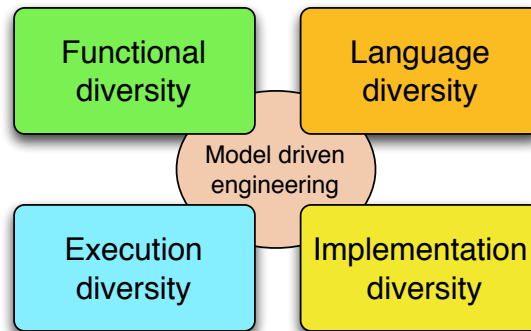 Functional
diversity
Language
diversity
Model driven
engineering
Execution
diversity
Implementation
diversity